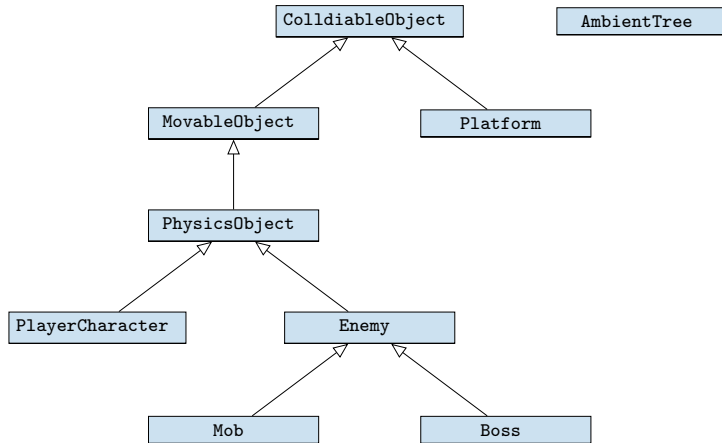 ColldiableObject
AmbientTree
MovableObject
Platform
PhysicsObject
PlayerCharacter
Enemy
Mob
Boss